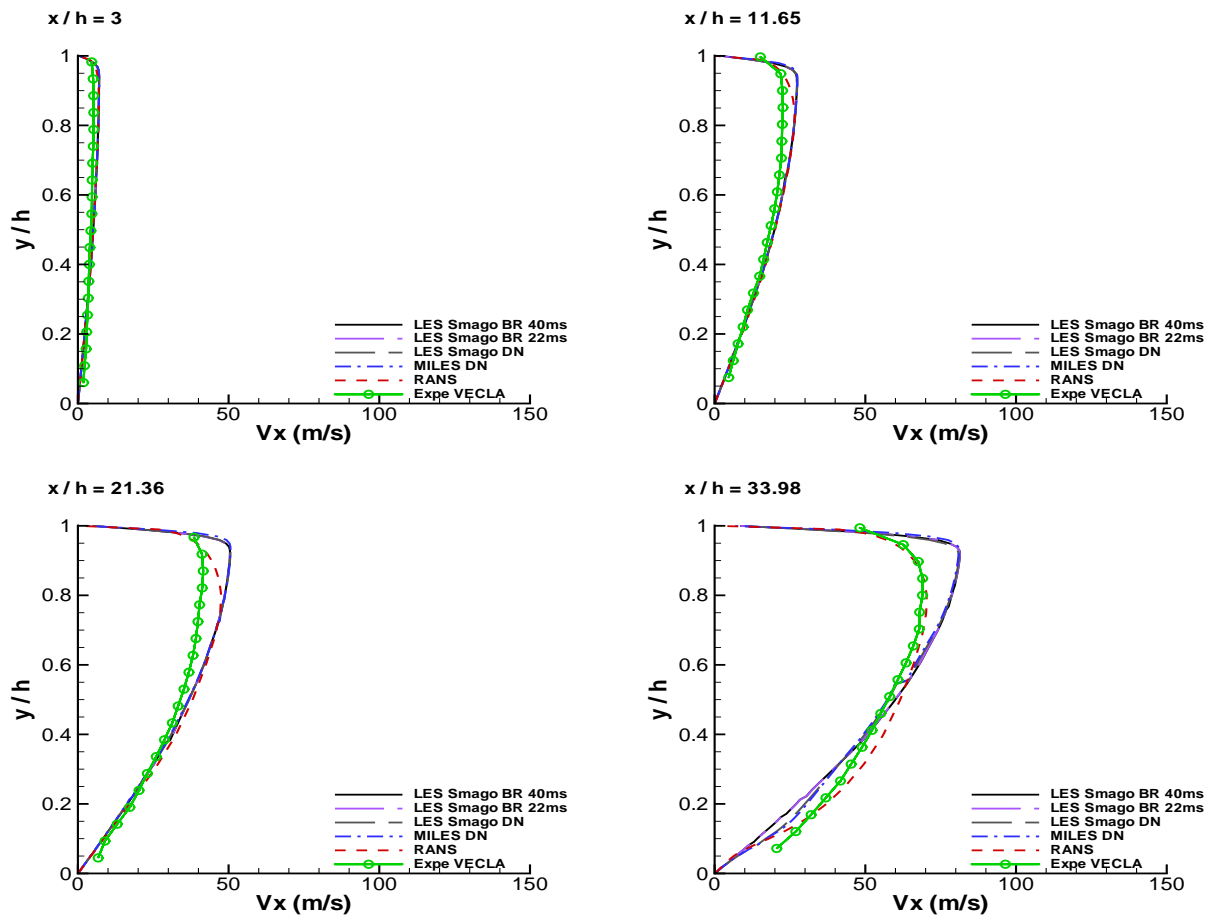 x / h = 3
1
0.8
0.6
0.4
0.2
0
y / h
0
50
100
150
Vx (m/s)
LES Smago BR 40ms
LES Smago BR 22ms
LES Smago DN
MILES DN
RANS
Expe VECLA
x / h = 11.65
1
0.8
0.6
0.4
0.2
0
y / h
0
50
100
150
Vx (m/s)
LES Smago BR 40ms
LES Smago BR 22ms
LES Smago DN
MILES DN
RANS
Expe VECLA
x / h = 21.36
1
0.8
0.6
0.4
0.2
0
y / h
0
50
100
150
Vx (m/s)
LES Smago BR 40ms
LES Smago BR 22ms
LES Smago DN
MILES DN
RANS
Expe VECLA
x / h = 33.98
1
0.8
0.6
0.4
0.2
0
y / h
0
50
100
150
Vx (m/s)
LES Smago BR 40ms
LES Smago BR 22ms
LES Smago DN
MILES DN
RANS
Expe VECLA